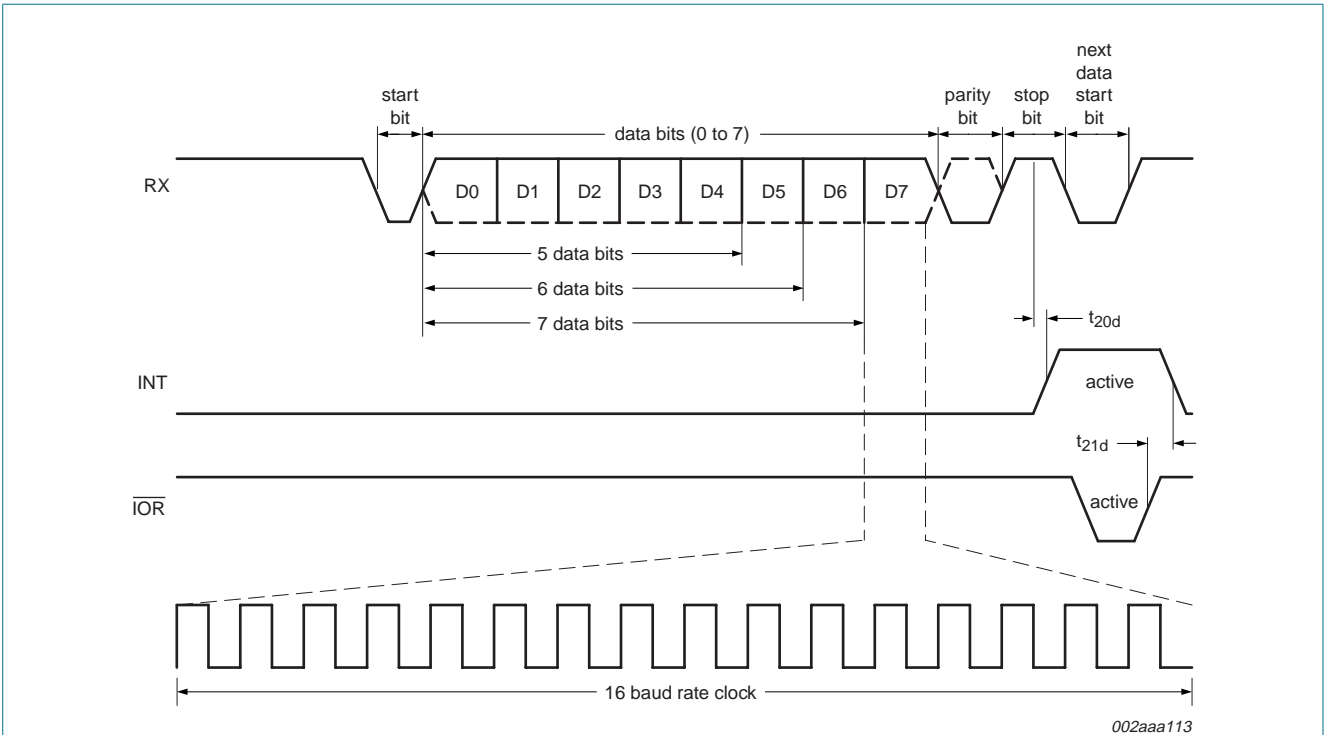 start
bit
data bits (0 to 7)
parity
bit
stop
bit
next
data
start
bit
RX
D0 D1 D2 D3 D4 D5 D6 D7
5 data bits
6 data bits
7 data bits
t20d
INT
active
t21d
IOR
active
16 baud rate clock
002aaa113